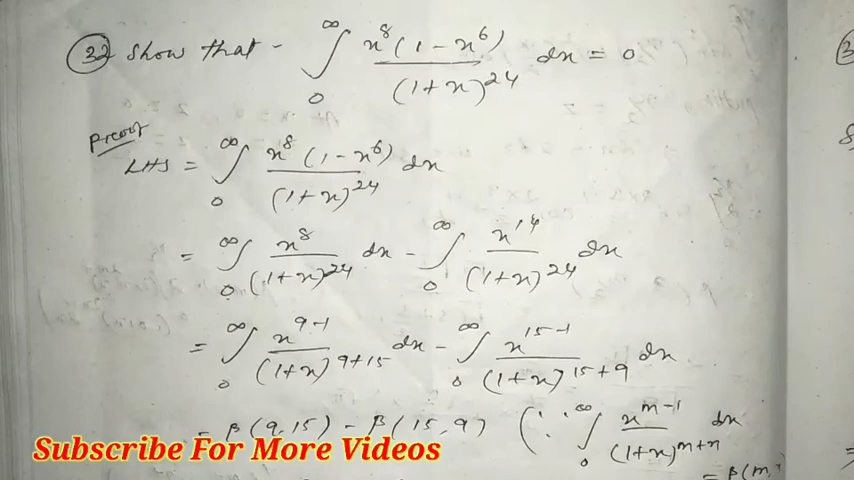 32 Show that - ∫₀^∞ x⁸(1-x⁶)/(1+x)²⁴ dx = 0
Proof
LHS = ∫₀^∞ x⁸(1-x⁶)/(1+x)²⁴ dx
= ∫₀^∞ x⁸/(1+x)²⁴ dx - ∫₀^∞ x¹⁴/(1+x)²⁴ dx
= ∫₀^∞ x^(9-1)/(1+x)^(9+15) dx - ∫₀^∞ x^(15-1)/(1+x)^(15+9) dx
= β(9,15) - β(15,9) (∵ ∫₀^∞ x^(m-1)/(1+x)^(m+n) dx
= β(m,
Subscribe For More Videos